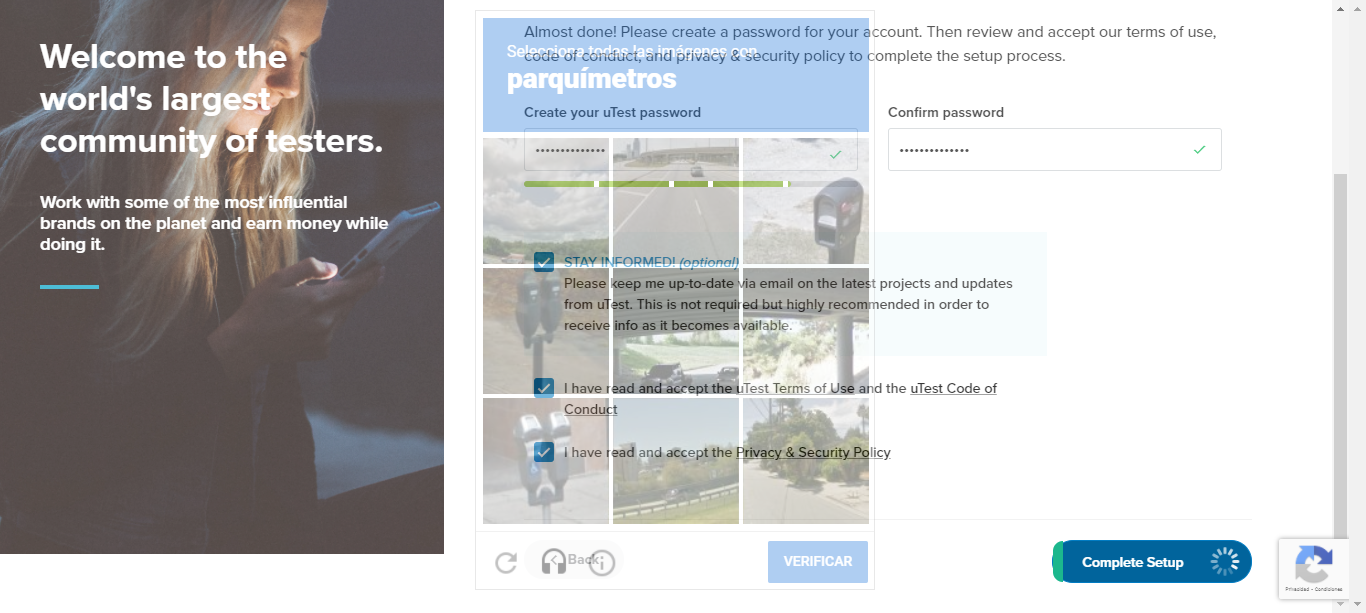 Welcome to the
world's largest
community of testers.
Work with some of the most influential
brands on the planet and earn money while
doing it.
Almost done! Please create a password for your account. Then review and accept our terms of use,
code of conduct, and privacy & security policy to complete the setup process.
Selecciona todas las imágenes con
parquímetros
Create your uTest password
Confirm password
••••••••••••••
••••••••••••••
STAY INFORMED! (optional).
Please keep me up-to-date via email on the latest projects and updates
from uTest. This is not required but highly recommended in order to
receive info as it becomes available.
I have read and accept the uTest Terms of Use and the uTest Code of
Conduct
I have read and accept the Privacy & Security Policy
Back
VERIFICAR
Complete Setup
Privacidad - Condiciones